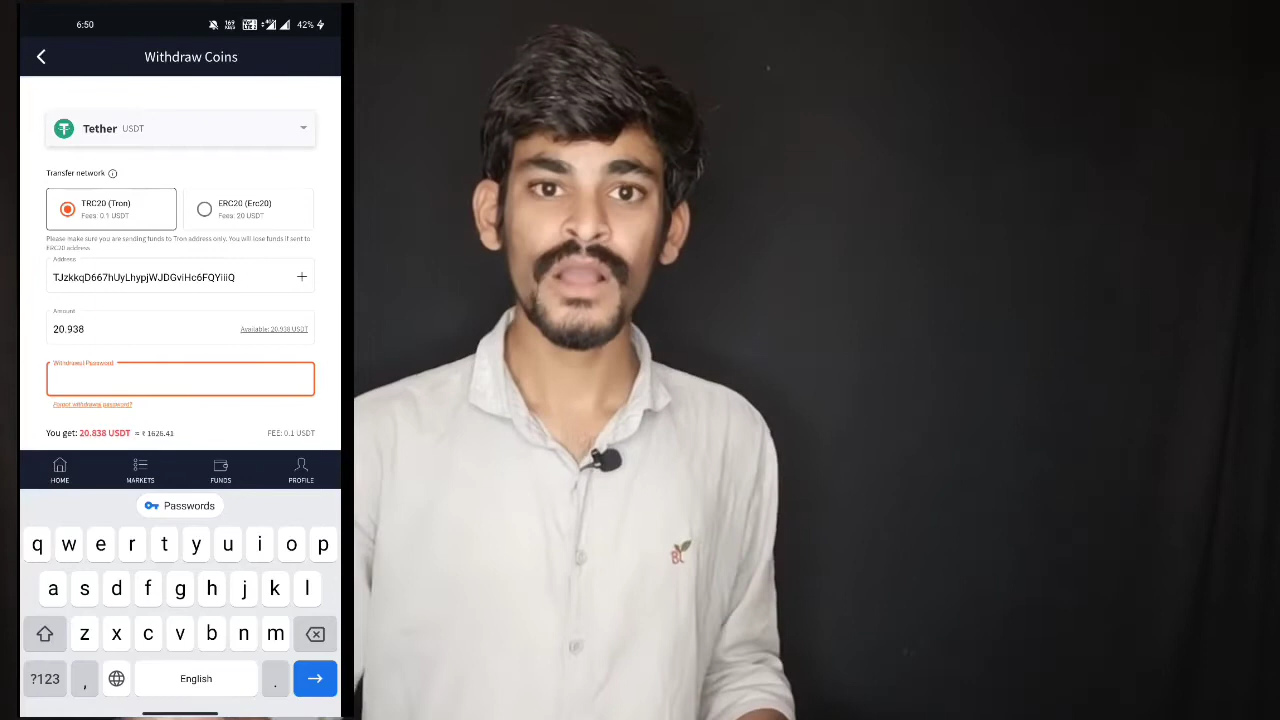 6:50
169
42%
Withdraw Coins
Tether USDT
Transfer network
TRC20 (Tron)
Fees: 0.1 USDT
ERC20 (Erc20)
Fees: 20 USDT
Please make sure you are sending funds to Tron address only. You will lose funds if sent to
ERC20 address.
Address
TJzkkqD667hUyLhypjWJDGviHc6FQYiiiQ
Amount
20.938
Available: 20.938 USDT
Withdrawal Password
Forgot withdrawal password?
You get: 20.838 USDT ≈ ₹ 1626.41
FEE: 0.1 USDT
HOME MARKETS FUNDS PROFILE
Passwords
q w e r t y u i o p
a s d f g h j k l
z x c v b n m
?123 , English .